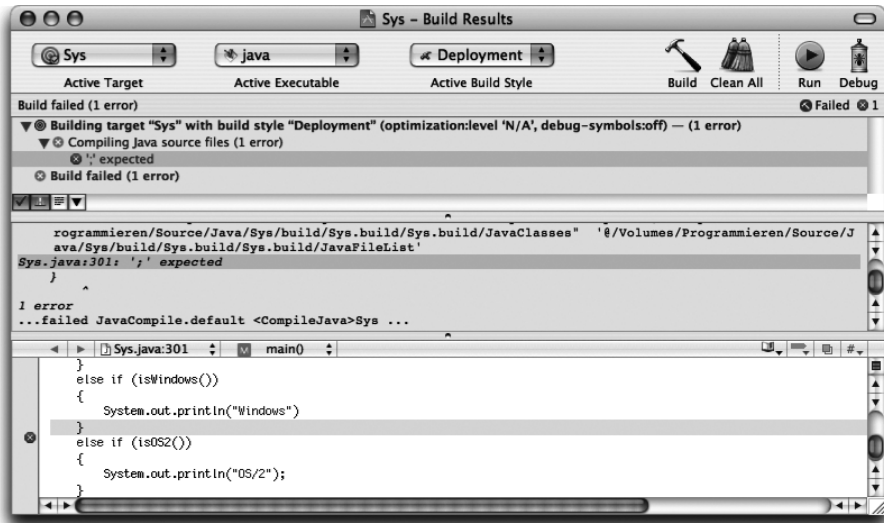 Sys – Build Results
Sys java Deployment
Active Target Active Executable Active Build Style Build Clean All Run Debug
Build failed (1 error) Failed 1
Building target “Sys” with build style “Deployment” (optimization:level ‘N/A’, debug-symbols:off) — (1 error)
Compiling Java source files (1 error)
';' expected
Build failed (1 error)
rogrammieren/Source/Java/Sys/build/Sys.build/Sys.build/JavaClasses" '@/Volumes/Programmieren/Source/J
ava/Sys/build/Sys.build/Sys.build/JavaFileList'
Sys.java:301: ';' expected
}
^
1 error
...failed JavaCompile.default <CompileJava>Sys ...
Sys.java:301 M main() #
}
else if (isWindows())
{
System.out.println("Windows")
}
else if (isOS2())
{
System.out.println("OS/2");
}